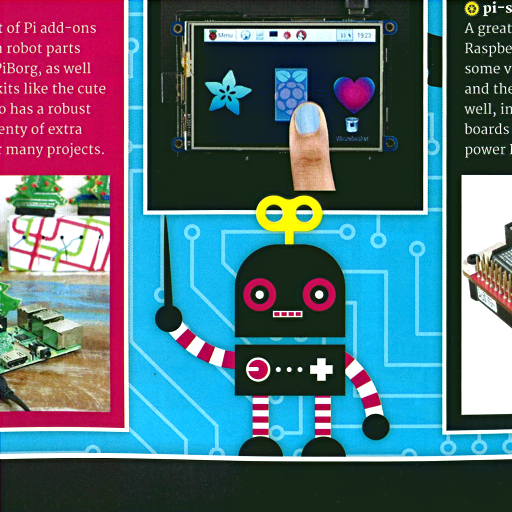 t of Pi add-ons
robot parts
PiBorg, as well
kits like the cute
o has a robust
enty of extra
r many projects.
Menu
19:23
Wastebasket
pi-s
A great
Raspbe
some v
and the
well, in
boards
power